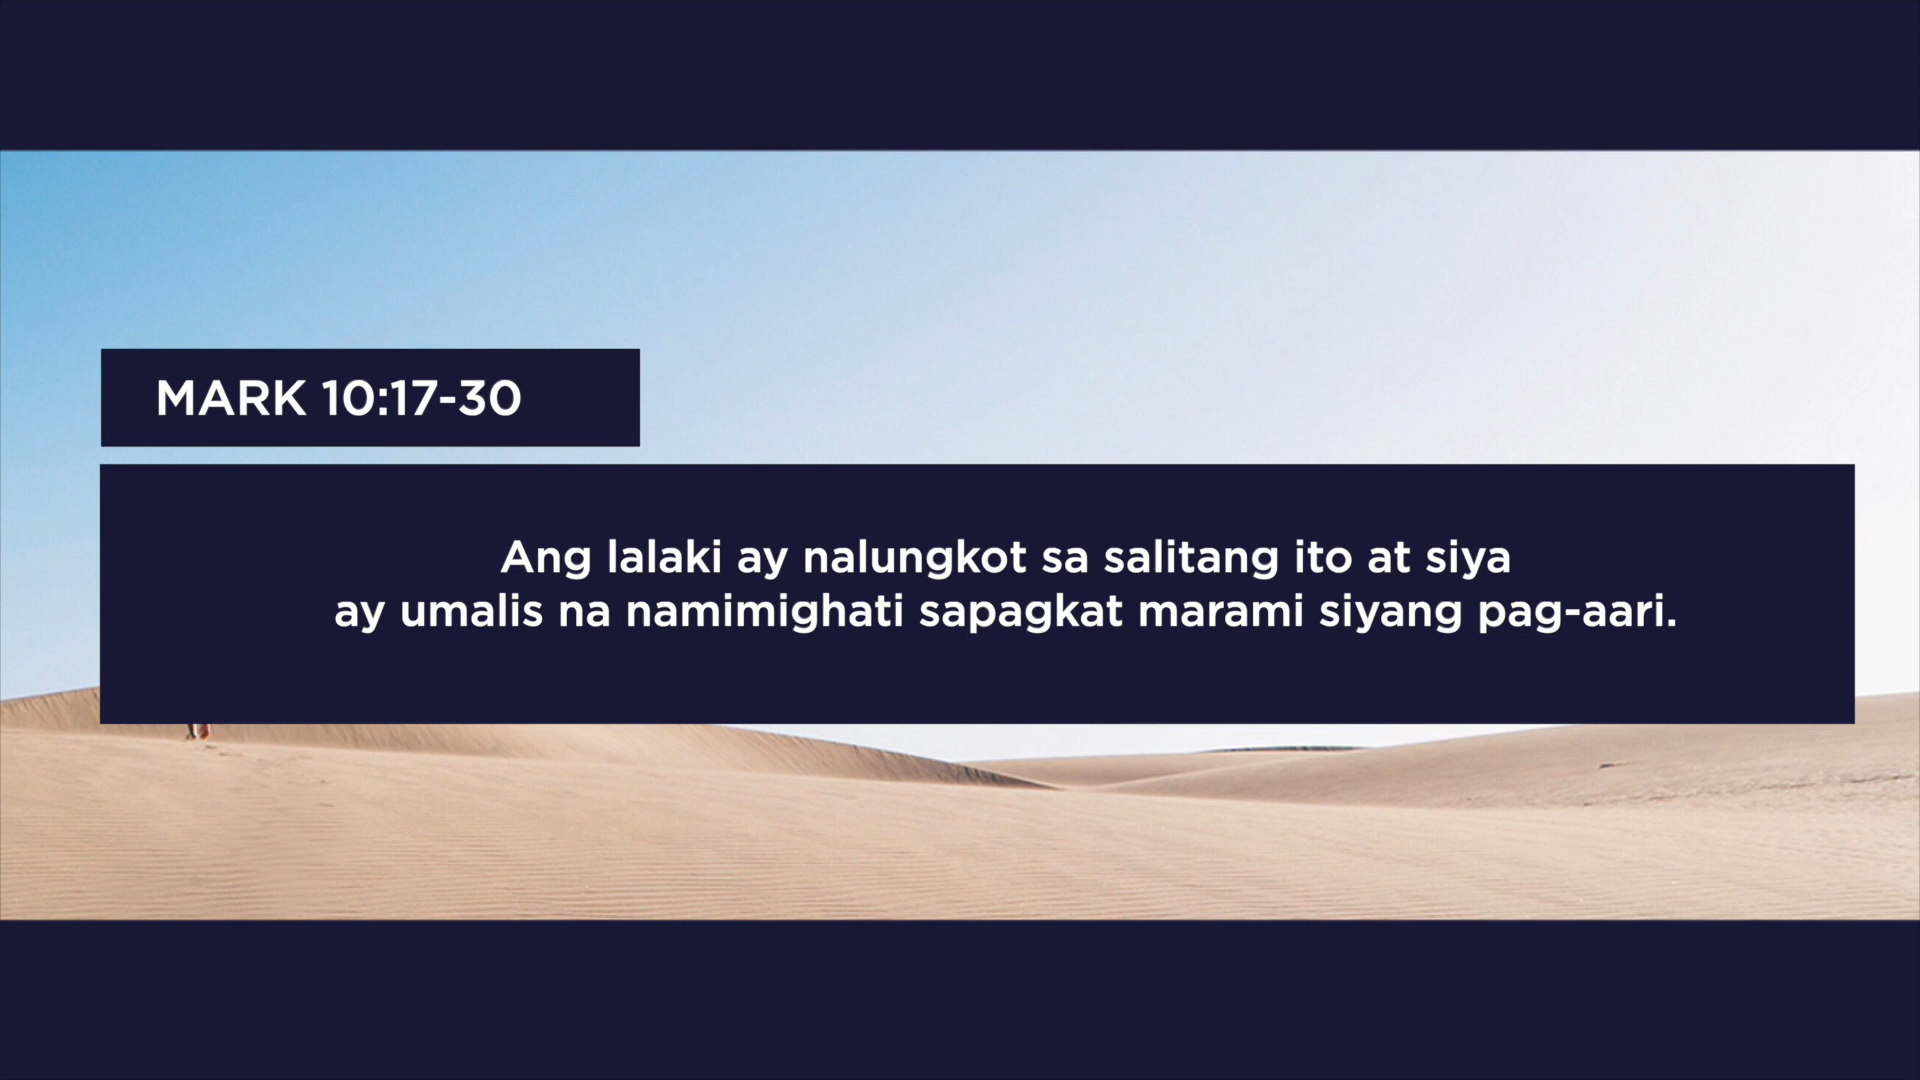 MARK 10:17-30
Ang lalaki ay nalungkot sa salitang ito at siya
ay umalis na namimighati sapagkat marami siyang pag-aari.